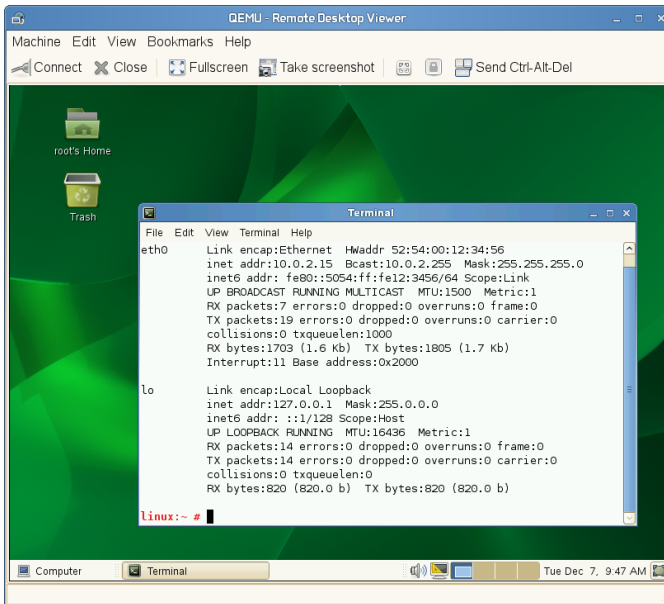 QEMU - Remote Desktop Viewer
Machine Edit View Bookmarks Help
Connect Close Fullscreen Take screenshot Send Ctrl-Alt-Del
root's Home
Trash
Terminal
File Edit View Terminal Help
eth0 Link encap:Ethernet HWaddr 52:54:00:12:34:56
inet addr:10.0.2.15 Bcast:10.0.2.255 Mask:255.255.255.0
inet6 addr: fe80::5054:ff:fe12:3456/64 Scope:Link
UP BROADCAST RUNNING MULTICAST MTU:1500 Metric:1
RX packets:7 errors:0 dropped:0 overruns:0 frame:0
TX packets:19 errors:0 dropped:0 overruns:0 carrier:0
collisions:0 txqueuelen:1000
RX bytes:1703 (1.6 Kb) TX bytes:1805 (1.7 Kb)
Interrupt:11 Base address:0x2000
lo Link encap:Local Loopback
inet addr:127.0.0.1 Mask:255.0.0.0
inet6 addr: ::1/128 Scope:Host
UP LOOPBACK RUNNING MTU:16436 Metric:1
RX packets:14 errors:0 dropped:0 overruns:0 frame:0
TX packets:14 errors:0 dropped:0 overruns:0 carrier:0
collisions:0 txqueuelen:0
RX bytes:820 (820.0 b) TX bytes:820 (820.0 b)
linux:~ #
Computer Terminal Tue Dec 7, 9:47 AM